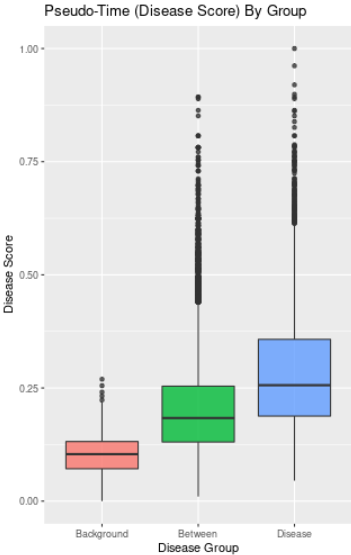 Pseudo-Time (Disease Score) By Group
1.00
0.75
0.50
0.25
0.00
Disease Score
Background Between Disease
Disease Group